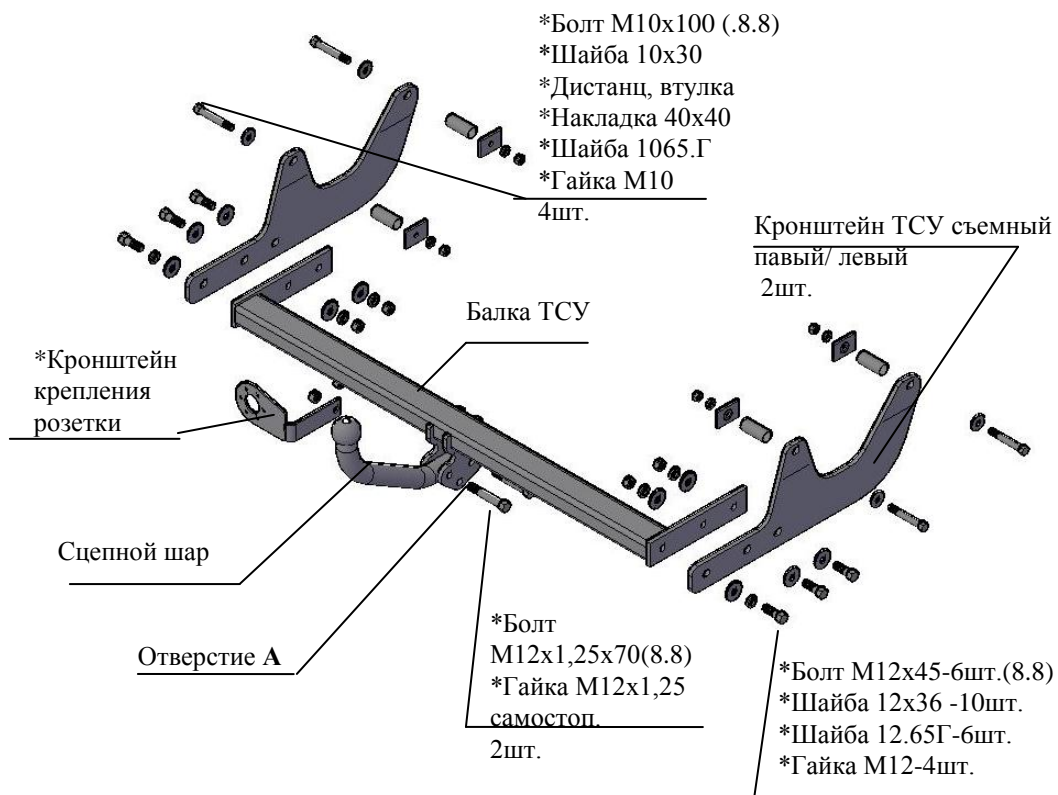 *Болт М10х100 (.8.8)
*Шайба 10х30
*Дистанц, втулка
*Накладка 40х40
*Шайба 1065.Г
*Гайка М10
4шт.
Кронштейн ТСУ съемный
павый/ левый
2шт.
Балка ТСУ
*Кронштейн
крепления
розетки
Сцепной шар
Отверстие А
*Болт
М12х1,25х70(8.8)
*Гайка М12х1,25
самостоп.
2шт.
*Болт М12х45-6шт.(8.8)
*Шайба 12х36 -10шт.
*Шайба 12.65Г-6шт.
*Гайка М12-4шт.